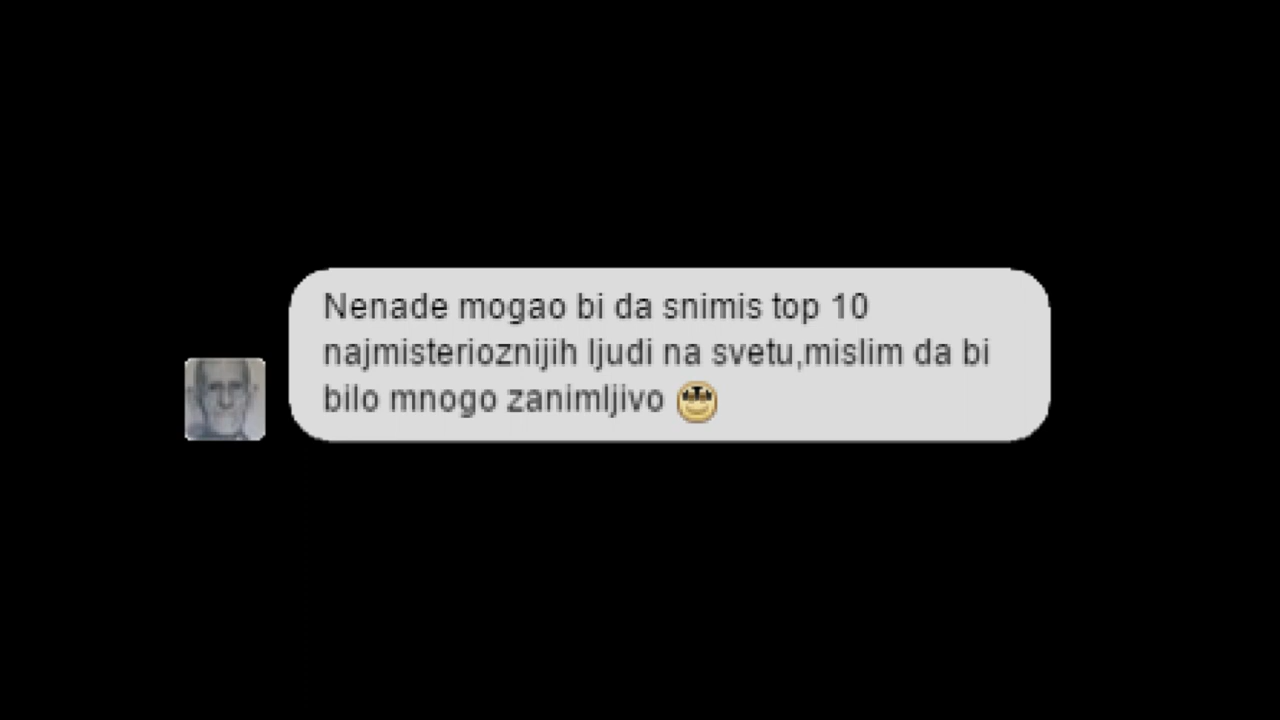 Nenade mogao bi da snimis top 10
najmisterioznijih ljudi na svetu,mislim da bi
bilo mnogo zanimljivo